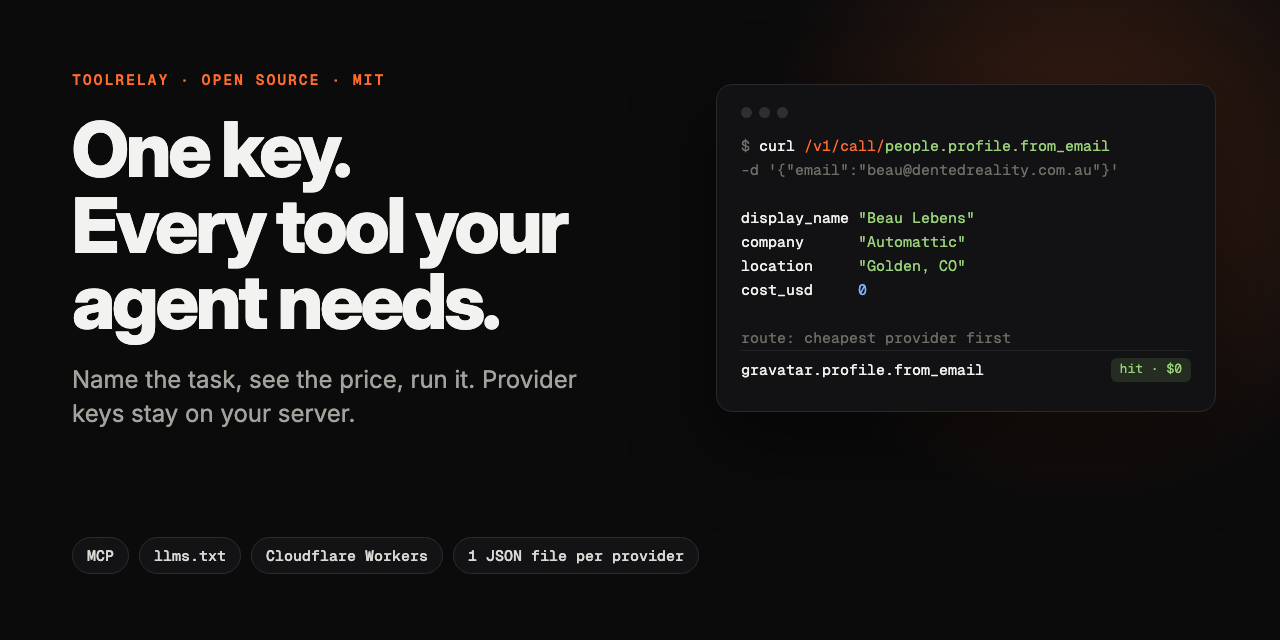 TOOLRELAY · OPEN SOURCE · MIT
One key.
Every tool your
agent needs.
Name the task, see the price, run it. Provider
keys stay on your server.
$ curl /v1/call/people.profile.from_email
-d '{"email":"beau@dentedreality.com.au"}'
display_name "Beau Lebens"
company "Automattic"
location "Golden, CO"
cost_usd 0
route: cheapest provider first
gravatar.profile.from_email hit · $0
MCP llms.txt Cloudflare Workers 1 JSON file per provider